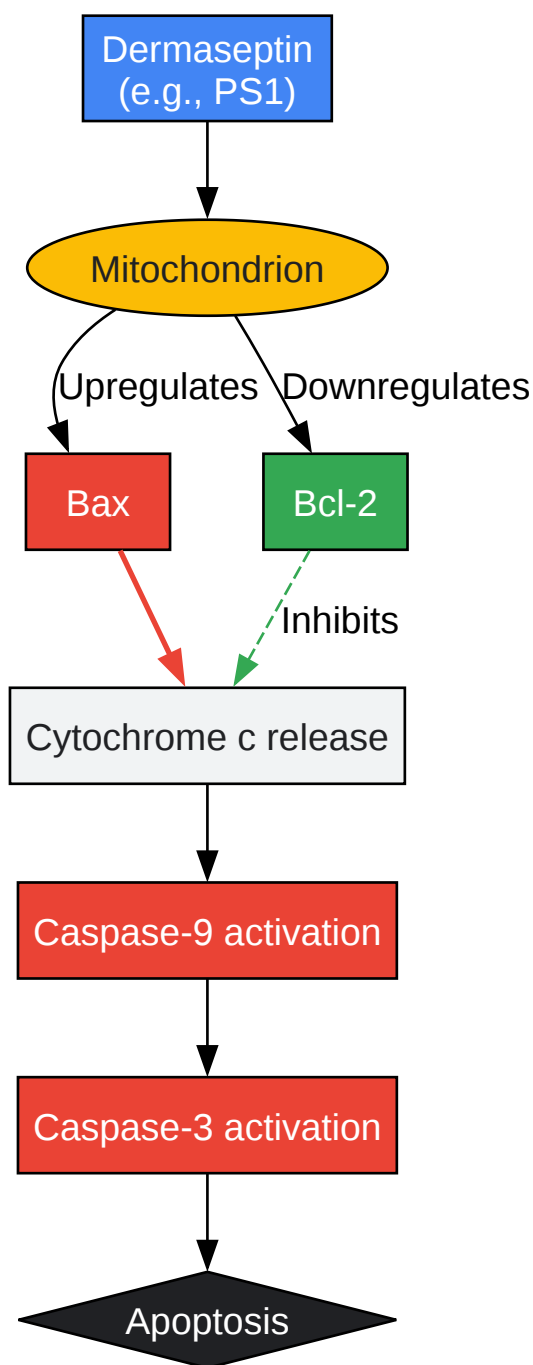 Dermaseptin
(e.g., PS1)
Mitochondrion
Upregulates
Downregulates
Bax
Bcl-2
Inhibits
Cytochrome c release
Caspase-9 activation
Caspase-3 activation
Apoptosis